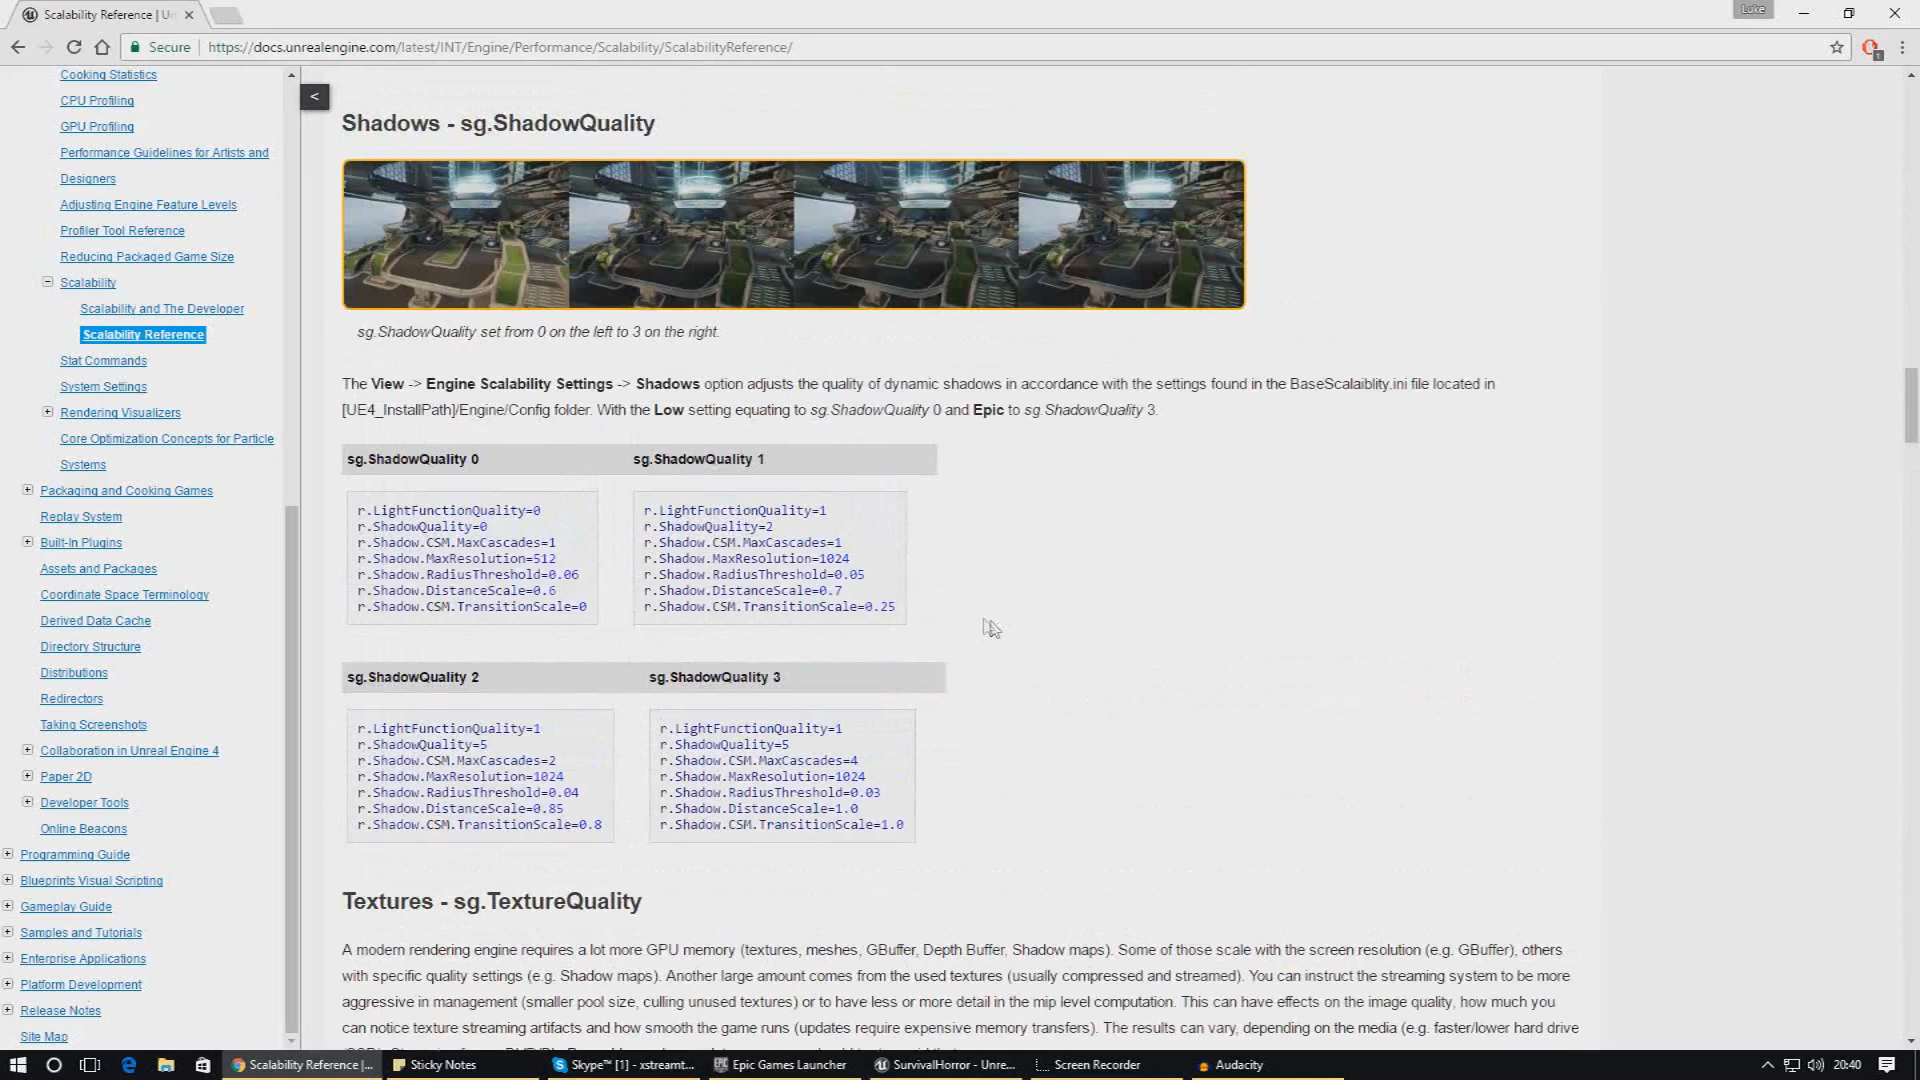 Scalability Reference | Un
Luke
Secure
https://docs.unrealengine.com/latest/INT/Engine/Performance/Scalability/ScalabilityReference/
1
Cooking Statistics
CPU Profiling
GPU Profiling
Performance Guidelines for Artists and
Designers
Adjusting Engine Feature Levels
Profiler Tool Reference
Reducing Packaged Game Size
Scalability
Scalability and The Developer
Scalability Reference
Stat Commands
System Settings
Rendering Visualizers
Core Optimization Concepts for Particle
Systems
Packaging and Cooking Games
Replay System
Built-In Plugins
Assets and Packages
Coordinate Space Terminology
Derived Data Cache
Directory Structure
Distributions
Redirectors
Taking Screenshots
Collaboration in Unreal Engine 4
Paper 2D
Developer Tools
Online Beacons
Programming Guide
Blueprints Visual Scripting
Gameplay Guide
Samples and Tutorials
Enterprise Applications
Platform Development
Release Notes
Site Map
<
Shadows - sg.ShadowQuality
sg.ShadowQuality set from 0 on the left to 3 on the right.
The View -> Engine Scalability Settings -> Shadows option adjusts the quality of dynamic shadows in accordance with the settings found in the BaseScalaiblity.ini file located in
[UE4_InstallPath]/Engine/Config folder. With the Low setting equating to sg.ShadowQuality 0 and Epic to sg.ShadowQuality 3.
sg.ShadowQuality 0
r.LightFunctionQuality=0
r.ShadowQuality=0
r.Shadow.CSM.MaxCascades=1
r.Shadow.MaxResolution=512
r.Shadow.RadiusThreshold=0.06
r.Shadow.DistanceScale=0.6
r.Shadow.CSM.TransitionScale=0
sg.ShadowQuality 1
r.LightFunctionQuality=1
r.ShadowQuality=2
r.Shadow.CSM.MaxCascades=1
r.Shadow.MaxResolution=1024
r.Shadow.RadiusThreshold=0.05
r.Shadow.DistanceScale=0.7
r.Shadow.CSM.TransitionScale=0.25
sg.ShadowQuality 2
r.LightFunctionQuality=1
r.ShadowQuality=5
r.Shadow.CSM.MaxCascades=2
r.Shadow.MaxResolution=1024
r.Shadow.RadiusThreshold=0.04
r.Shadow.DistanceScale=0.85
r.Shadow.CSM.TransitionScale=0.8
sg.ShadowQuality 3
r.LightFunctionQuality=1
r.ShadowQuality=5
r.Shadow.CSM.MaxCascades=4
r.Shadow.MaxResolution=1024
r.Shadow.RadiusThreshold=0.03
r.Shadow.DistanceScale=1.0
r.Shadow.CSM.TransitionScale=1.0
Textures - sg.TextureQuality
A modern rendering engine requires a lot more GPU memory (textures, meshes, GBuffer, Depth Buffer, Shadow maps). Some of those scale with the screen resolution (e.g. GBuffer), others
with specific quality settings (e.g. Shadow maps). Another large amount comes from the used textures (usually compressed and streamed). You can instruct the streaming system to be more
aggressive in management (smaller pool size, culling unused textures) or to have less or more detail in the mip level computation. This can have effects on the image quality, how much you
can notice texture streaming artifacts and how smooth the game runs (updates require expensive memory transfers). The results can vary, depending on the media (e.g. faster/lower hard drive
Scalability Reference |...
Sticky Notes
Skype™ [1] - xstreamt...
Epic Games Launcher
SurvivalHorror - Unre...
Screen Recorder
Audacity
20:40